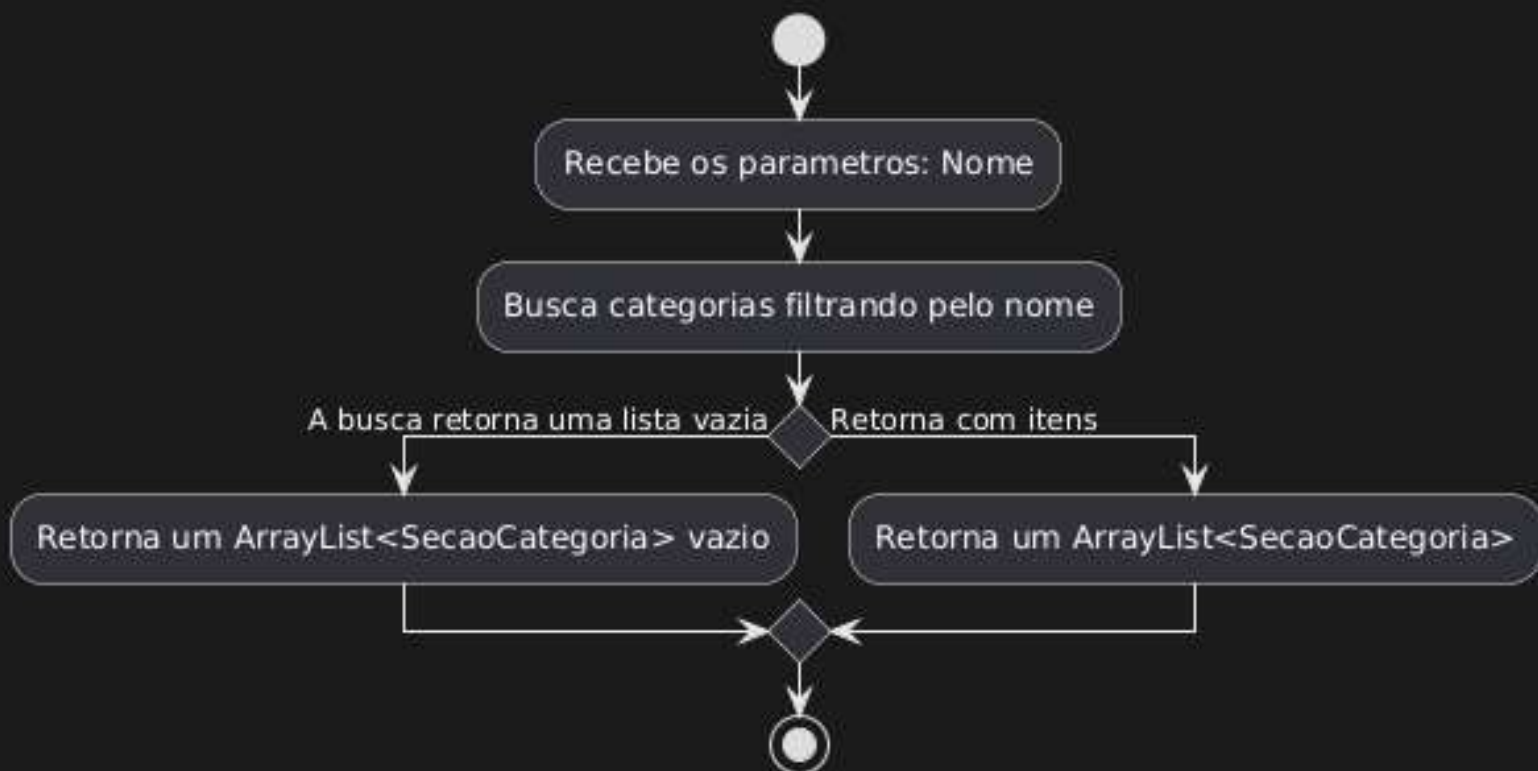 Recebe os parametros: Nome
Busca categorias filtrando pelo nome
A busca retorna uma lista vazia
Retorna com itens
Retorna um ArrayList<SecaoCategoria> vazio
Retorna um ArrayList<SecaoCategoria>